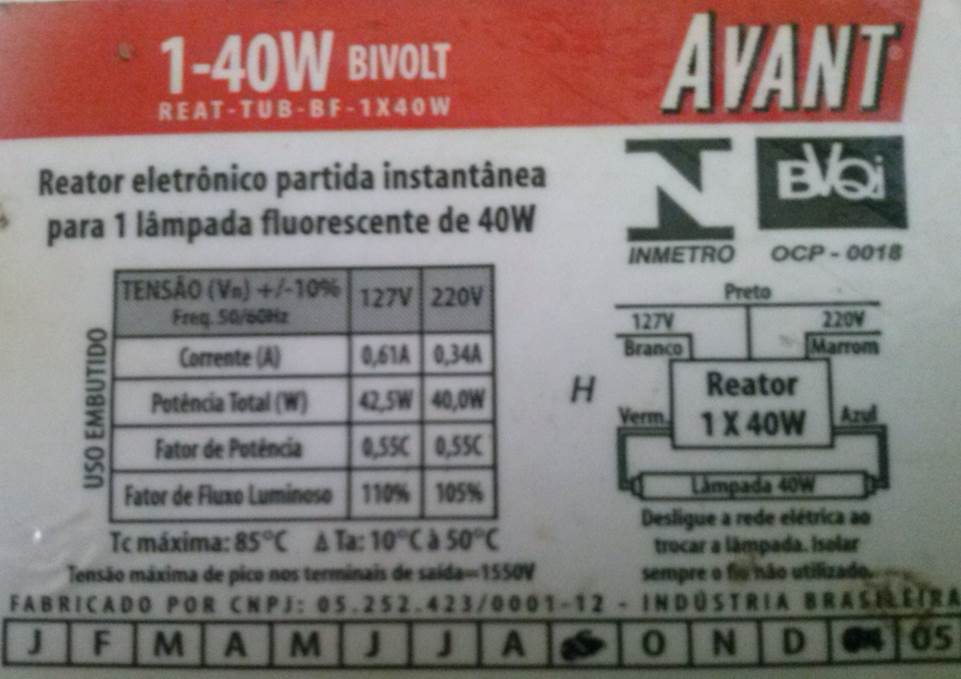 1-40W BIVOLT
REAT-TUB-BF-1X40W
AVANT
Reator eletrônico partida instantânea
para 1 lâmpada fluorescente de 40W
INMETRO
BVQi
OCP - 0018
USO EMBUTIDO
TENSÃO (Vn) +/-10% 127V 220V
Freq. 50/60Hz
Corrente (A) 0,61A 0,34A
Potência Total (W) 42,5W 40,0W
Fator de Potência 0,55C 0,55C
Fator de Fluxo Luminoso 110% 105%
Tc máxima: 85°C Δ Ta: 10°C à 50°C
Tensão máxima de pico nos terminais de saída=1550V
Preto
127V 220V
Branco Marrom
H
Reator
1 X 40W
Verm. Azul
Lâmpada 40W
Desligue a rede elétrica ao
trocar a lâmpada. Isolar
sempre o fio não utilizado.
FABRICADO POR CNPJ: 05.252.423/0001-12 - INDÚSTRIA BRASILEIRA
J F M A M J J A O N D 05